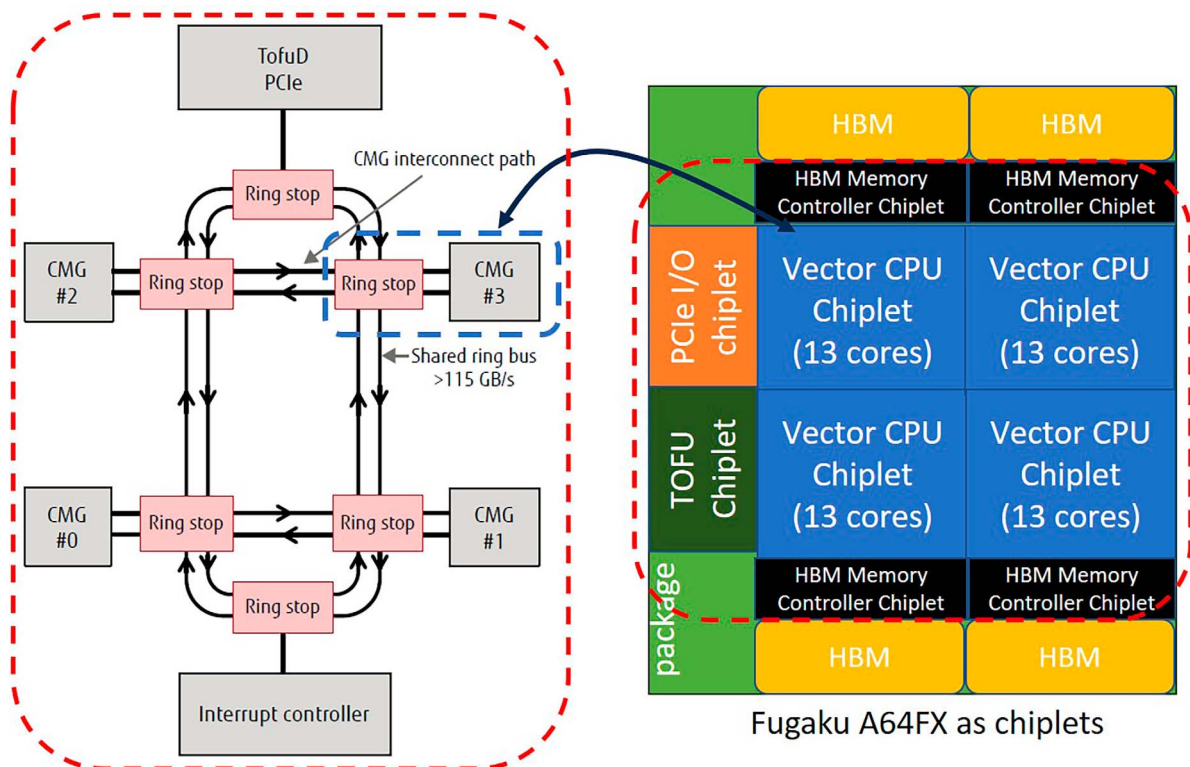 TofuD
PCIe
CMG interconnect path
Ring stop
CMG
#2
Ring stop
Ring stop
CMG
#3
Shared ring bus
>115 GB/s
CMG
#0
Ring stop
Ring stop
CMG
#1
Ring stop
Interrupt controller
HBM
HBM
HBM Memory
Controller Chiplet
HBM Memory
Controller Chiplet
PCIe I/O
chiplet
Vector CPU
Chiplet
(13 cores)
Vector CPU
Chiplet
(13 cores)
TOFU
Chiplet
Vector CPU
Chiplet
(13 cores)
Vector CPU
Chiplet
(13 cores)
package
HBM Memory
Controller Chiplet
HBM Memory
Controller Chiplet
HBM
HBM
Fugaku A64FX as chiplets